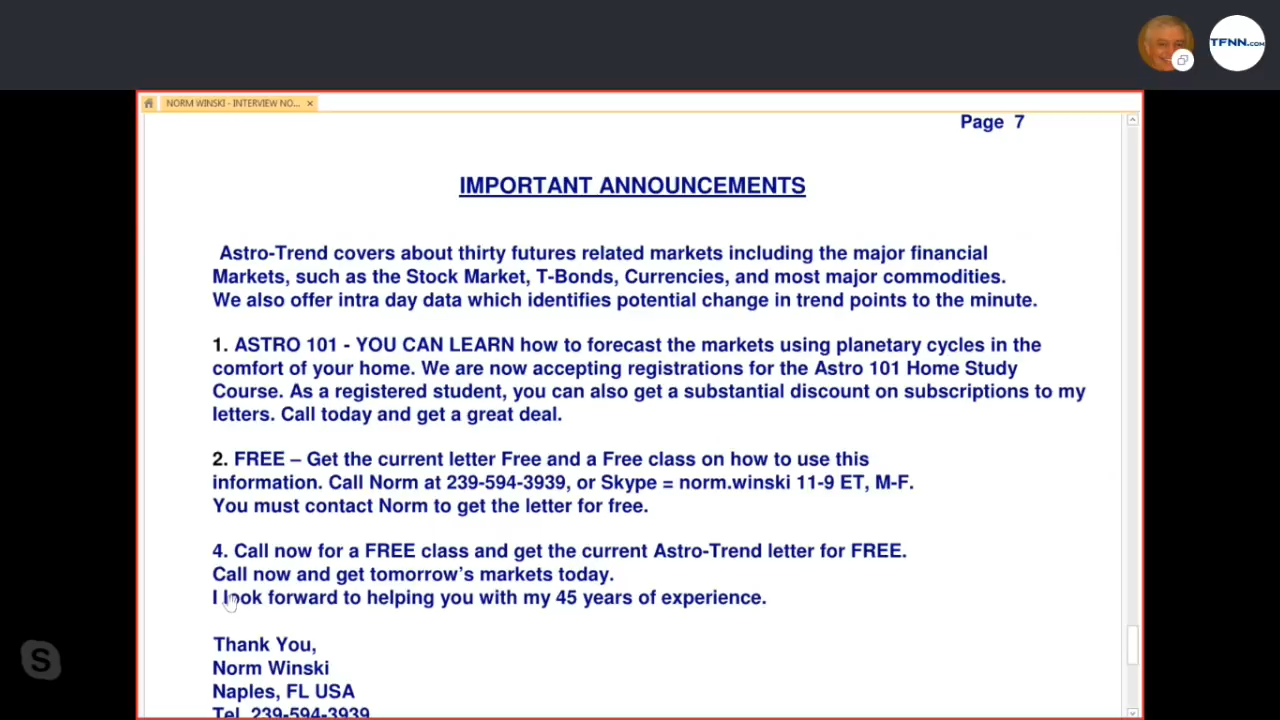 TFNN.COM
NORM WINSKI - INTERVIEW NO...
Page 7
IMPORTANT ANNOUNCEMENTS
Astro-Trend covers about thirty futures related markets including the major financial
Markets, such as the Stock Market, T-Bonds, Currencies, and most major commodities.
We also offer intra day data which identifies potential change in trend points to the minute.
1. ASTRO 101 - YOU CAN LEARN how to forecast the markets using planetary cycles in the
comfort of your home. We are now accepting registrations for the Astro 101 Home Study
Course. As a registered student, you can also get a substantial discount on subscriptions to my
letters. Call today and get a great deal.
2. FREE – Get the current letter Free and a Free class on how to use this
information. Call Norm at 239-594-3939, or Skype = norm.winski 11-9 ET, M-F.
You must contact Norm to get the letter for free.
4. Call now for a FREE class and get the current Astro-Trend letter for FREE.
Call now and get tomorrow’s markets today.
I look forward to helping you with my 45 years of experience.
Thank You,
Norm Winski
Naples, FL USA
Tel. 239-594-3939
S